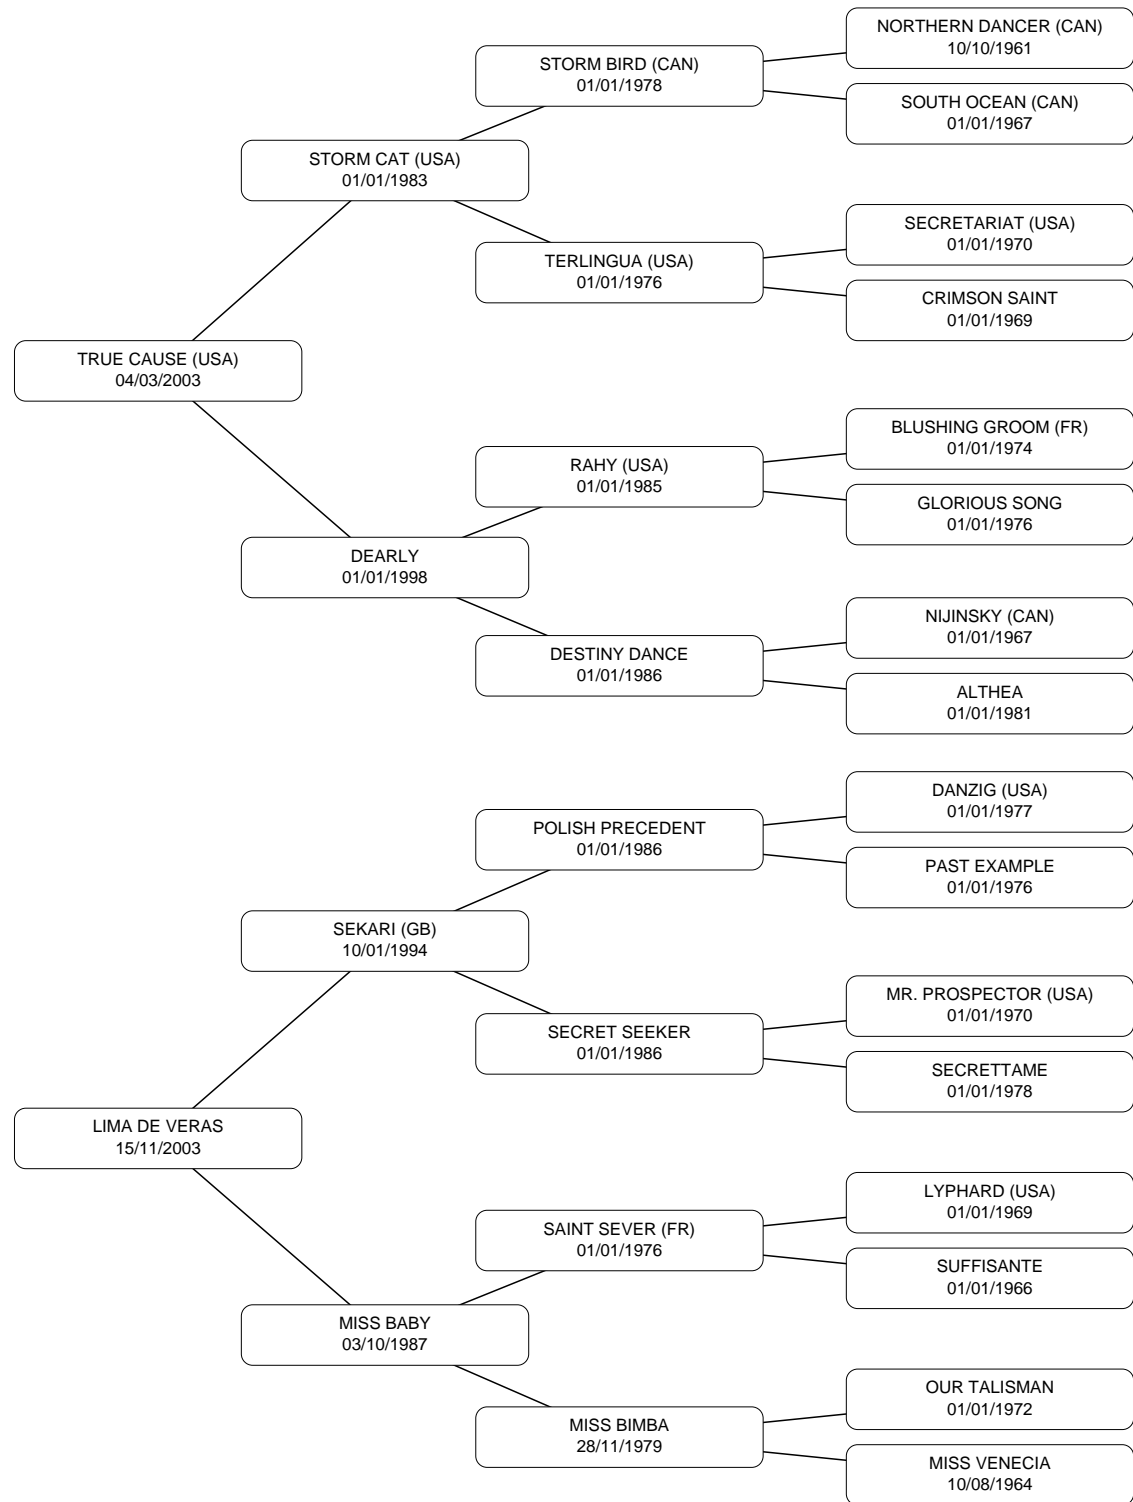 NORTHERN DANCER (CAN)
10/10/1961
STORM BIRD (CAN)
01/01/1978
SOUTH OCEAN (CAN)
01/01/1967
STORM CAT (USA)
01/01/1983
SECRETARIAT (USA)
01/01/1970
TERLINGUA (USA)
01/01/1976
CRIMSON SAINT
01/01/1969
TRUE CAUSE (USA)
04/03/2003
BLUSHING GROOM (FR)
01/01/1974
RAHY (USA)
01/01/1985
GLORIOUS SONG
01/01/1976
DEARLY
01/01/1998
NIJINSKY (CAN)
01/01/1967
DESTINY DANCE
01/01/1986
ALTHEA
01/01/1981
DANZIG (USA)
01/01/1977
POLISH PRECEDENT
01/01/1986
PAST EXAMPLE
01/01/1976
SEKARI (GB)
10/01/1994
MR. PROSPECTOR (USA)
01/01/1970
SECRET SEEKER
01/01/1986
SECRETTAME
01/01/1978
LIMA DE VERAS
15/11/2003
LYPHARD (USA)
01/01/1969
SAINT SEVER (FR)
01/01/1976
SUFFISANTE
01/01/1966
MISS BABY
03/10/1987
OUR TALISMAN
01/01/1972
MISS BIMBA
28/11/1979
MISS VENECIA
10/08/1964